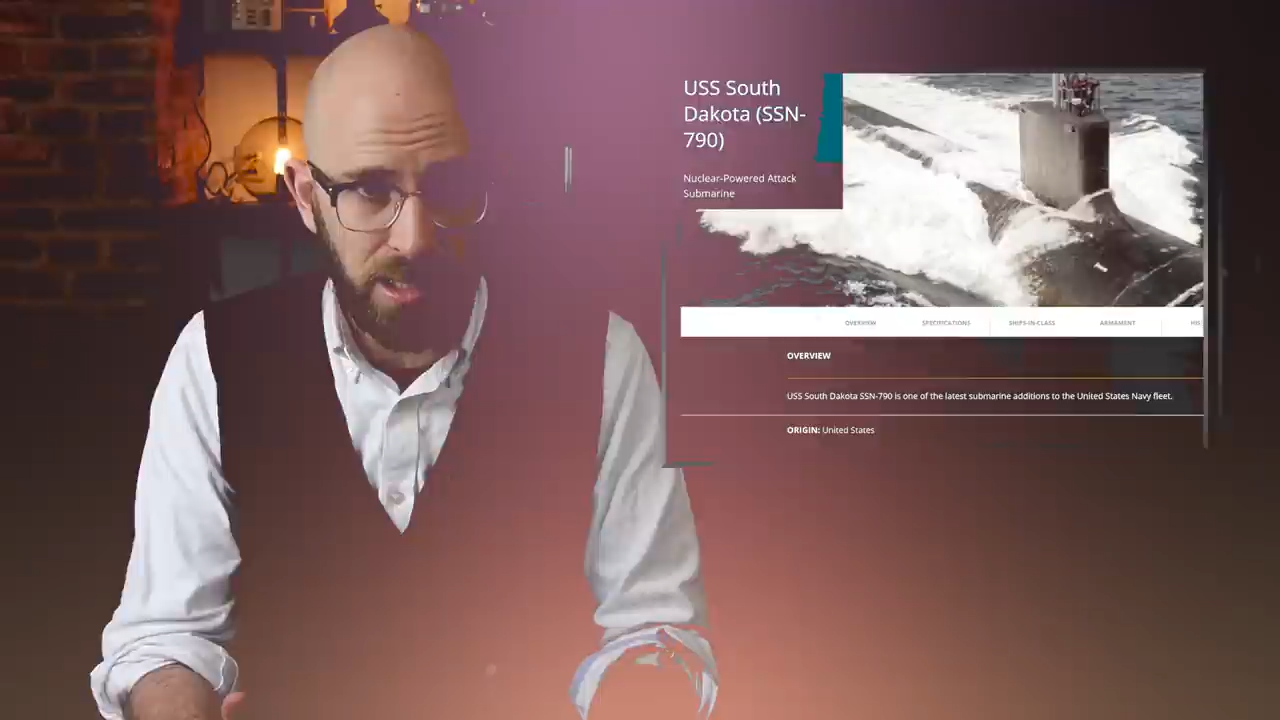 USS South
Dakota (SSN-
790)
Nuclear-Powered Attack
Submarine
OVERVIEW
SPECIFICATIONS
SHIPS-IN-CLASS
ARMAMENT
HIS
OVERVIEW
USS South Dakota SSN-790 is one of the latest submarine additions to the United States Navy fleet.
ORIGIN: United States